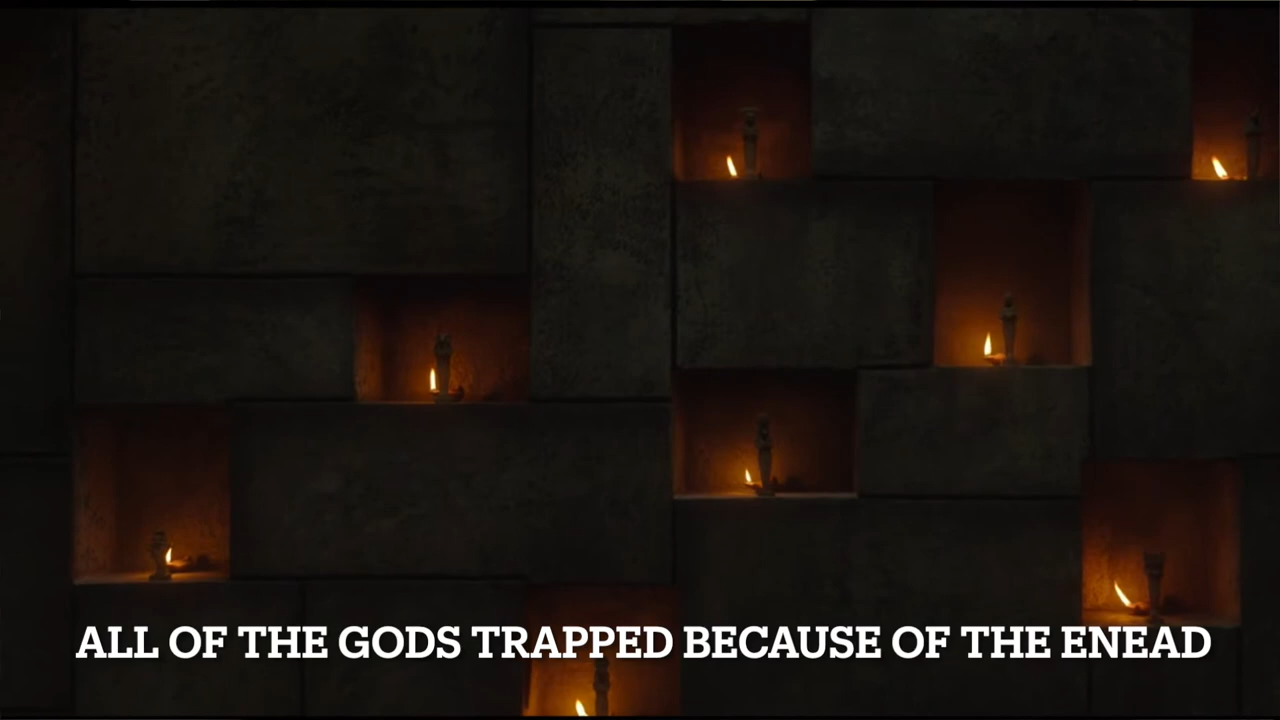 ALL OF THE GODS TRAPPED BECAUSE OF THE ENEAD